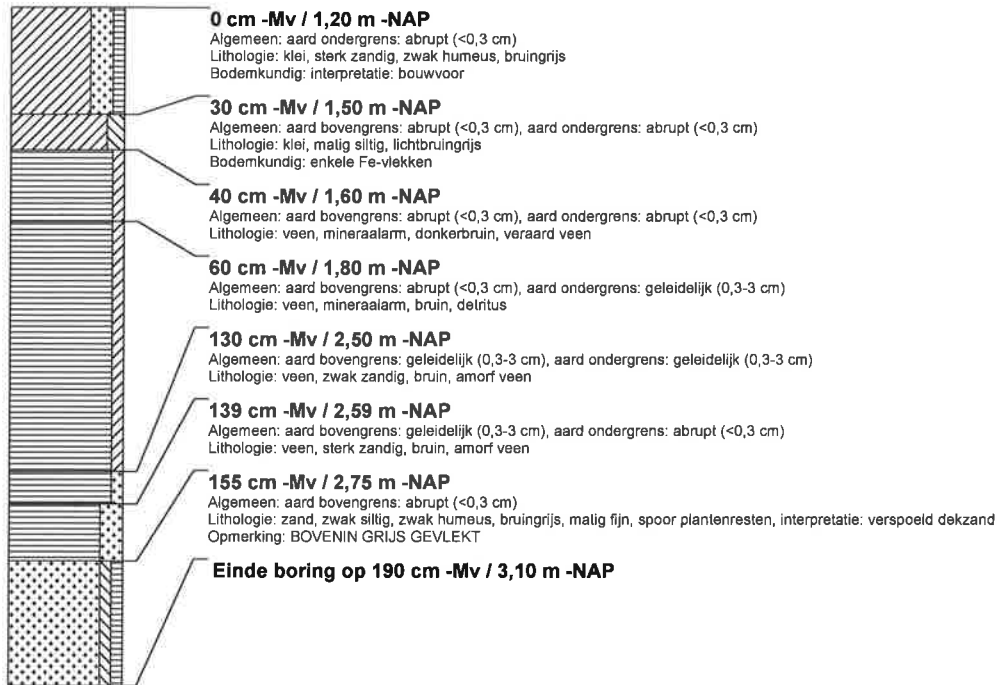 0 cm -Mv / 1,20 m -NAP
Algemeen: aard ondergrens: abrupt (<0,3 cm)
Lithologie: klei, sterk zandig, zwak humeus, bruingrijs
Bodemkundig: interpretatie: bouwvoor
30 cm -Mv / 1,50 m -NAP
Algemeen: aard bovengrens: abrupt (<0,3 cm), aard ondergrens: abrupt (<0,3 cm)
Lithologie: klei, matig siltig, lichtbruingrijs
Bodemkundig: enkele Fe-vlekken
40 cm -Mv / 1,60 m -NAP
Algemeen: aard bovengrens: abrupt (<0,3 cm), aard ondergrens: abrupt (<0,3 cm)
Lithologie: veen, mineraalarm, donkerbruin, veraard veen
60 cm -Mv / 1,80 m -NAP
Algemeen: aard bovengrens: abrupt (<0,3 cm), aard ondergrens: geleidelijk (0,3-3 cm)
Lithologie: veen, mineraalarm, bruin, detritus
130 cm -Mv / 2,50 m -NAP
Algemeen: aard bovengrens: geleidelijk (0,3-3 cm), aard ondergrens: geleidelijk (0,3-3 cm)
Lithologie: veen, zwak zandig, bruin, amorf veen
139 cm -Mv / 2,59 m -NAP
Algemeen: aard bovengrens: geleidelijk (0,3-3 cm), aard ondergrens: abrupt (<0,3 cm)
Lithologie: veen, sterk zandig, bruin, amorf veen
155 cm -Mv / 2,75 m -NAP
Algemeen: aard bovengrens: abrupt (<0,3 cm)
Lithologie: zand, zwak siltig, zwak humeus, bruingrijs, matig fijn, spoor plantenresten, interpretatie: verspoeld dekzand
Opmerking: BOVENIN GRIJS GEVLEKT
Einde boring op 190 cm -Mv / 3,10 m -NAP